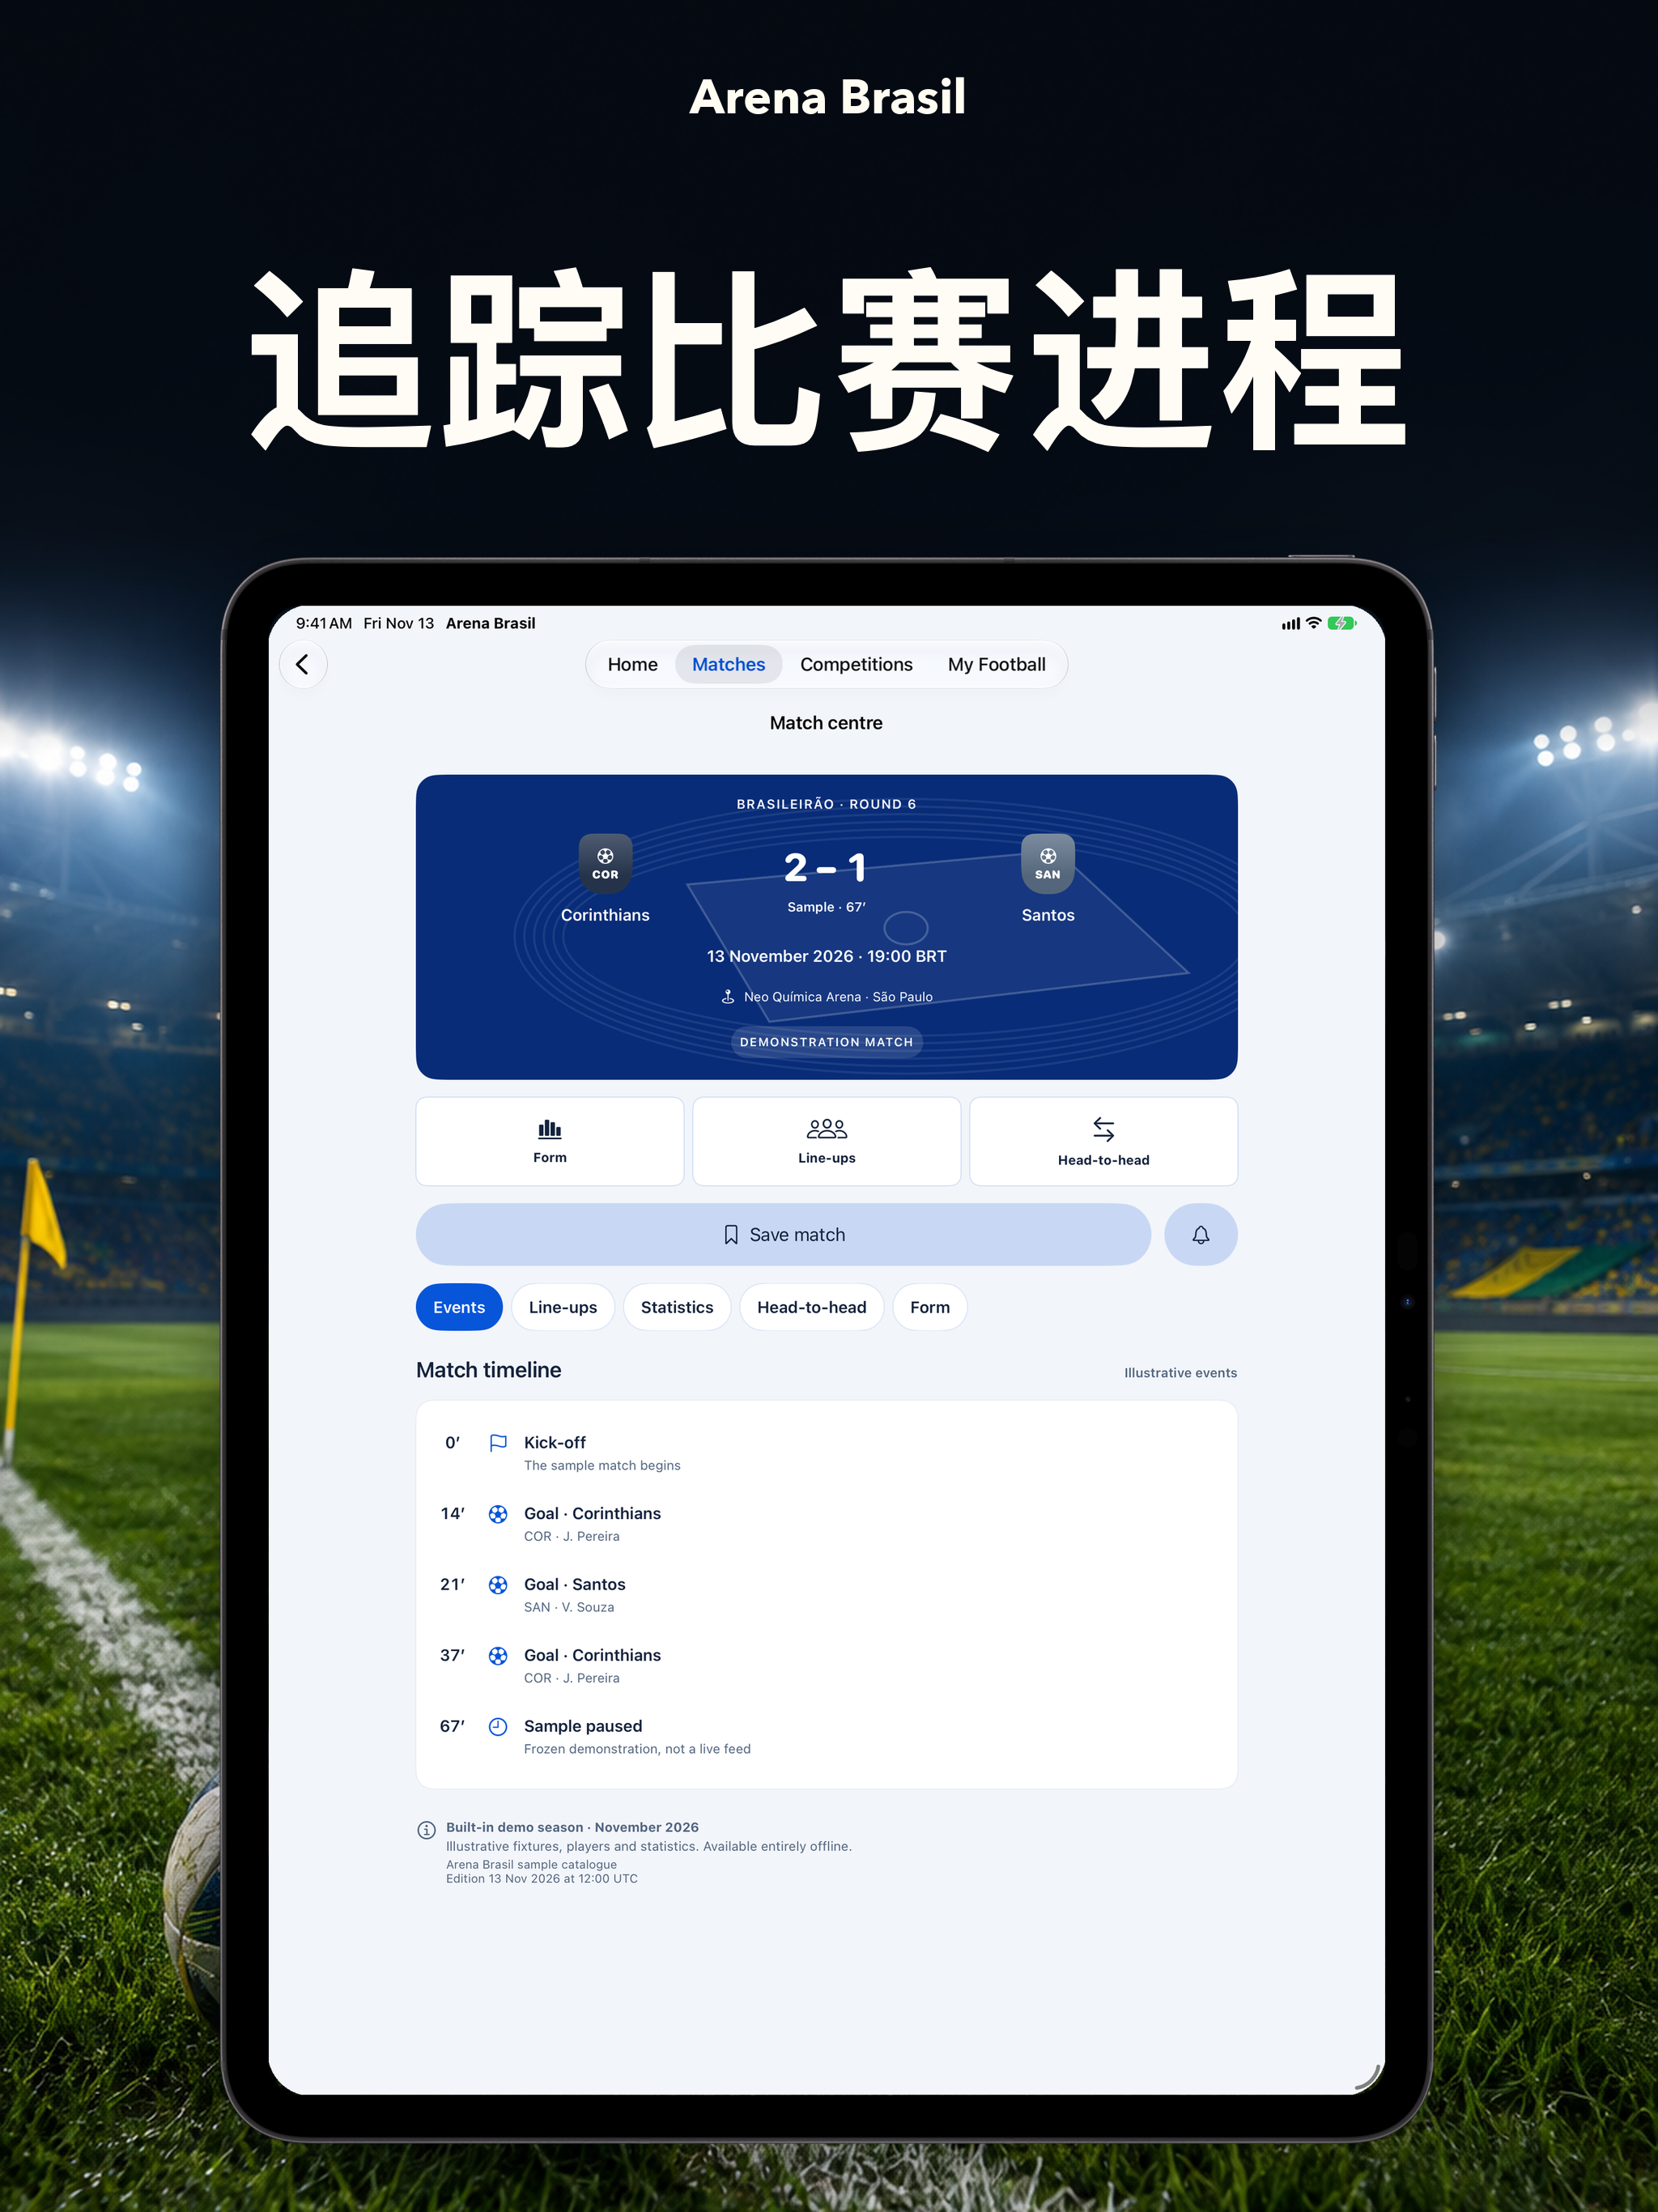 Arena Brasil
追踪比赛进程
9:41 AM Fri Nov 13 Arena Brasil
Home Matches Competitions My Football
Match centre
BRASILEIRÃO · ROUND 6
COR 2 – 1 SAN
Sample · 67′
Corinthians Santos
13 November 2026 · 19:00 BRT
Neo Química Arena · São Paulo
DEMONSTRATION MATCH
Form Line-ups Head-to-head
Save match
Events Line-ups Statistics Head-to-head Form
Match timeline Illustrative events
0′ Kick-off
The sample match begins
14′ Goal · Corinthians
COR · J. Pereira
21′ Goal · Santos
SAN · V. Souza
37′ Goal · Corinthians
COR · J. Pereira
67′ Sample paused
Frozen demonstration, not a live feed
Built-in demo season · November 2026
Illustrative fixtures, players and statistics. Available entirely offline.
Arena Brasil sample catalogue
Edition 13 Nov 2026 at 12:00 UTC